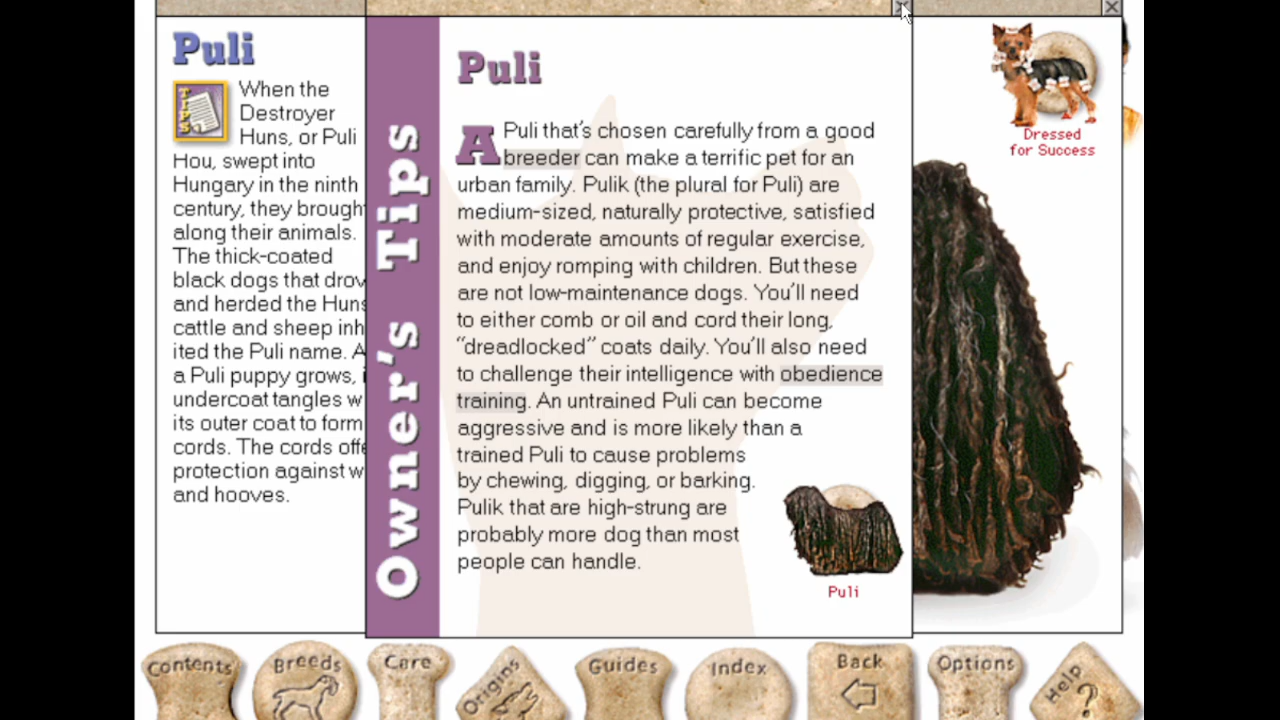 Puli
When the
Destroyer
Huns, or Puli
Hou, swept into
Hungary in the ninth
century, they brought
along their animals.
The thick-coated
black dogs that
and herded the Huns
cattle and sheep
ited the Puli name.
a Puli puppy grows,
undercoat tangles
its outer coat to form
cords. The cords
protection against
and hooves.
TIPS
Owner's Tips
Puli
A Puli that's chosen carefully from a good
breeder can make a terrific pet for an
urban family. Pulik (the plural for Puli) are
medium-sized, naturally protective, satisfied
with moderate amounts of regular exercise,
and enjoy romping with children. But these
are not low-maintenance dogs. You'll need
to either comb or oil and cord their long,
"dreadlocked" coats daily. You'll also need
to challenge their intelligence with obedience
training. An untrained Puli can become
aggressive and is more likely than a
trained Puli to cause problems
by chewing, digging, or barking.
Pulik that are high-strung are
probably more dog than most
people can handle.
Puli
Dressed
for Success
Contents
Breeds
Care
Origins
Guides
Index
Back
Options
Help
?